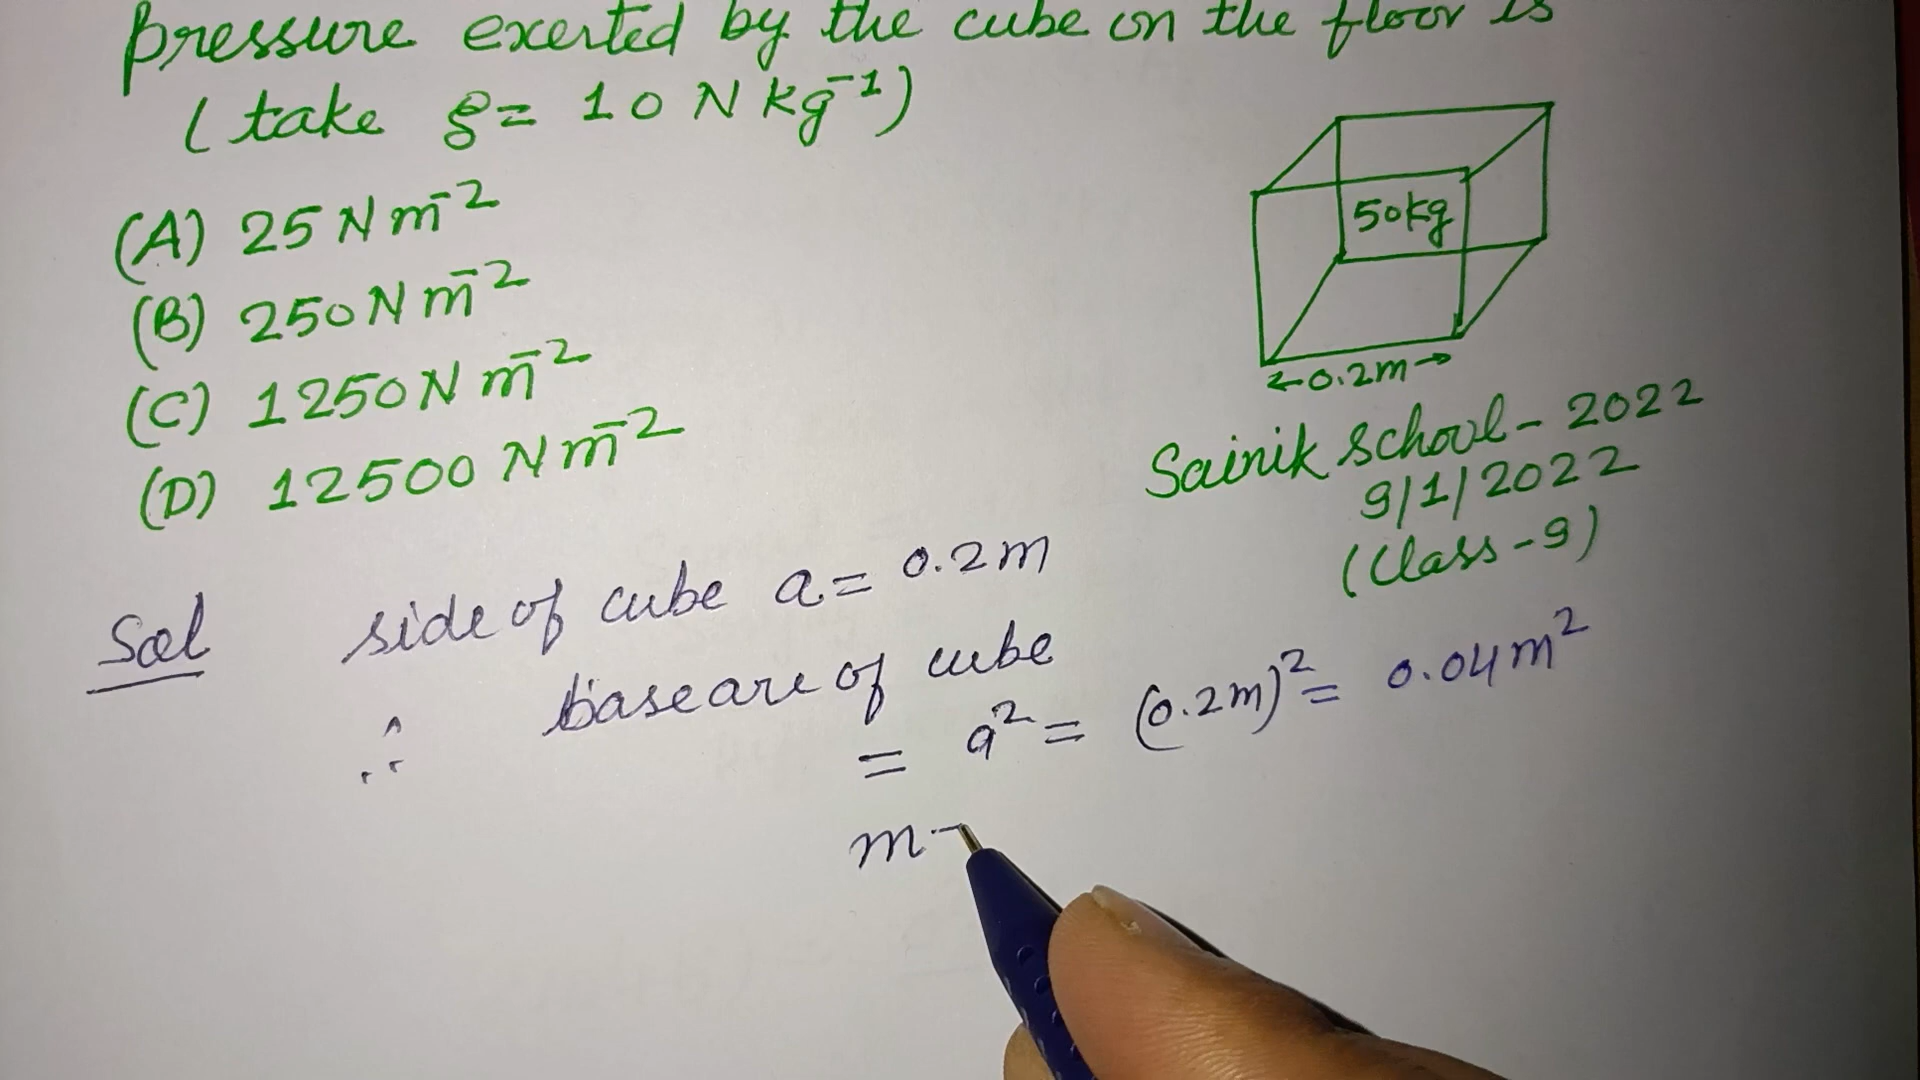 pressure exerted by the cube on the floor is
(take g = 10 N kg⁻¹)
(A) 25 N m⁻²
(B) 250 N m⁻²
(C) 1250 N m⁻²
(D) 12500 N m⁻²
50kg
←0.2m→
Sainik School - 2022
9/1/2022
(Class - 9)
Sol side of cube a = 0.2m
∴ base are of cube
= a² = (0.2m)² = 0.04m²
m